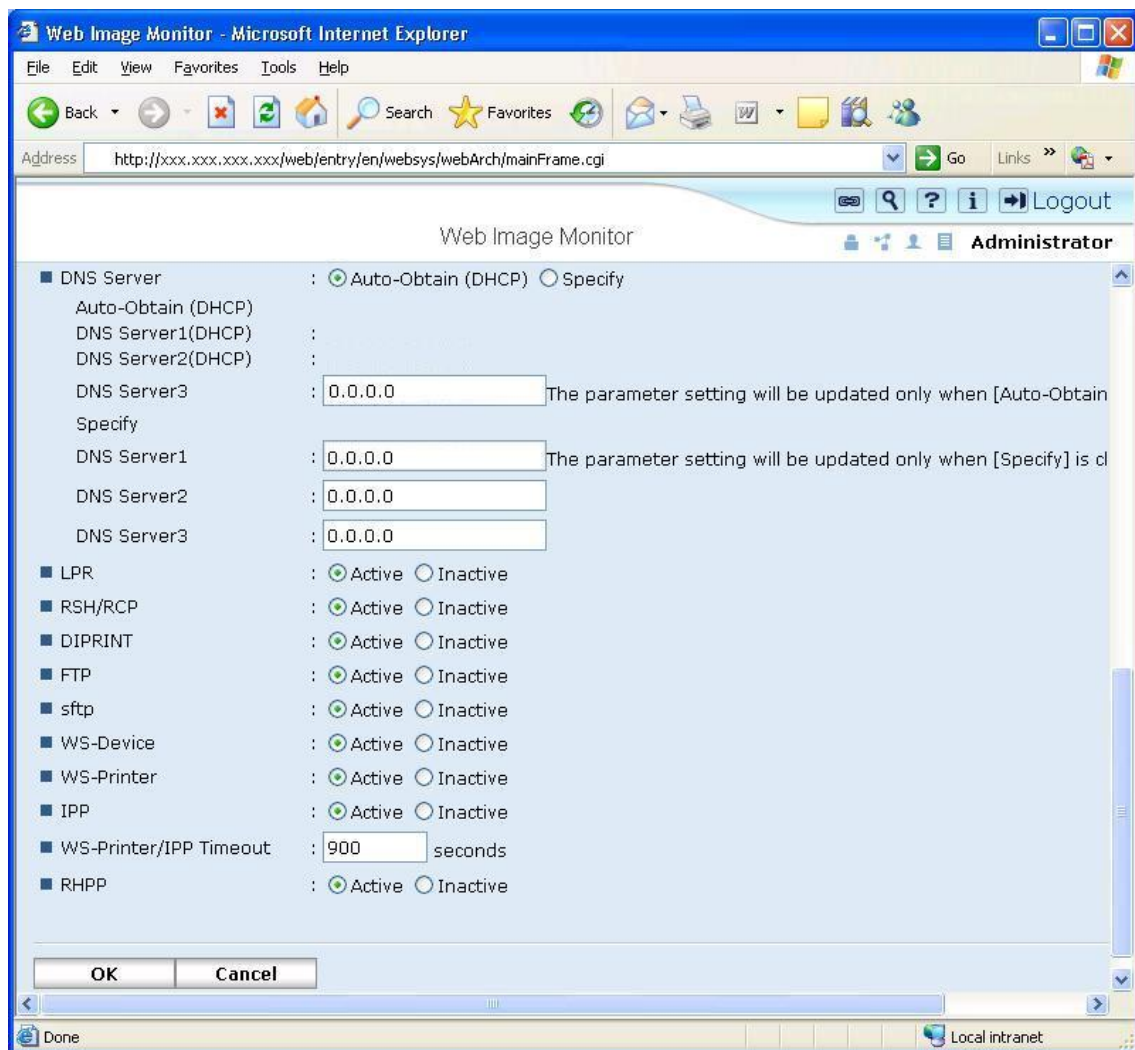 Web Image Monitor - Microsoft Internet Explorer
File Edit View Favorites Tools Help
Back Search Favorites
Address http://xxx.xxx.xxx.xxx/web/entry/en/websys/webArch/mainFrame.cgi Go Links »
? i Logout
Web Image Monitor Administrator
DNS Server : Auto-Obtain (DHCP) Specify
Auto-Obtain (DHCP)
DNS Server1(DHCP) :
DNS Server2(DHCP) :
DNS Server3 : 0.0.0.0 The parameter setting will be updated only when [Auto-Obtain
Specify
DNS Server1 : 0.0.0.0 The parameter setting will be updated only when [Specify] is cl
DNS Server2 : 0.0.0.0
DNS Server3 : 0.0.0.0
LPR : Active Inactive
RSH/RCP : Active Inactive
DIPRINT : Active Inactive
FTP : Active Inactive
sftp : Active Inactive
WS-Device : Active Inactive
WS-Printer : Active Inactive
IPP : Active Inactive
WS-Printer/IPP Timeout : 900 seconds
RHPP : Active Inactive
OK Cancel
Done Local intranet